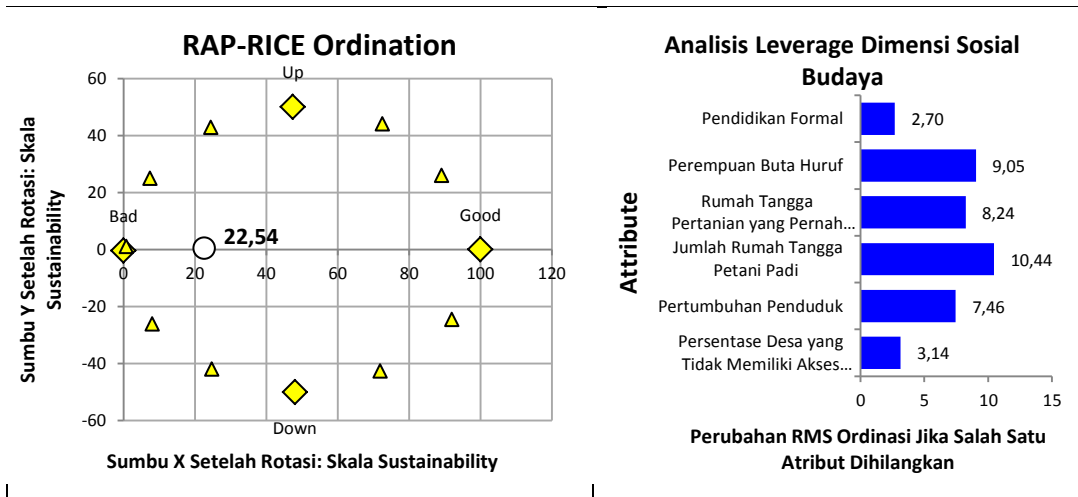 RAP-RICE Ordination
Up
60
40
20
0
-20
-40
-60
Bad
22,54
Good
0
20
40
60
80
100
120
Down
Sumbu Y Setelah Rotasi: Skala
Sustainability
Sumbu X Setelah Rotasi: Skala Sustainability
Analisis Leverage Dimensi Sosial
Budaya
Attribute
Pendidikan Formal
2,70
Perempuan Buta Huruf
9,05
Rumah Tangga
Pertanian yang Pernah…
8,24
Jumlah Rumah Tangga
Petani Padi
10,44
Pertumbuhan Penduduk
7,46
Persentase Desa yang
Tidak Memiliki Akses…
3,14
0
5
10
15
Perubahan RMS Ordinasi Jika Salah Satu
Atribut Dihilangkan